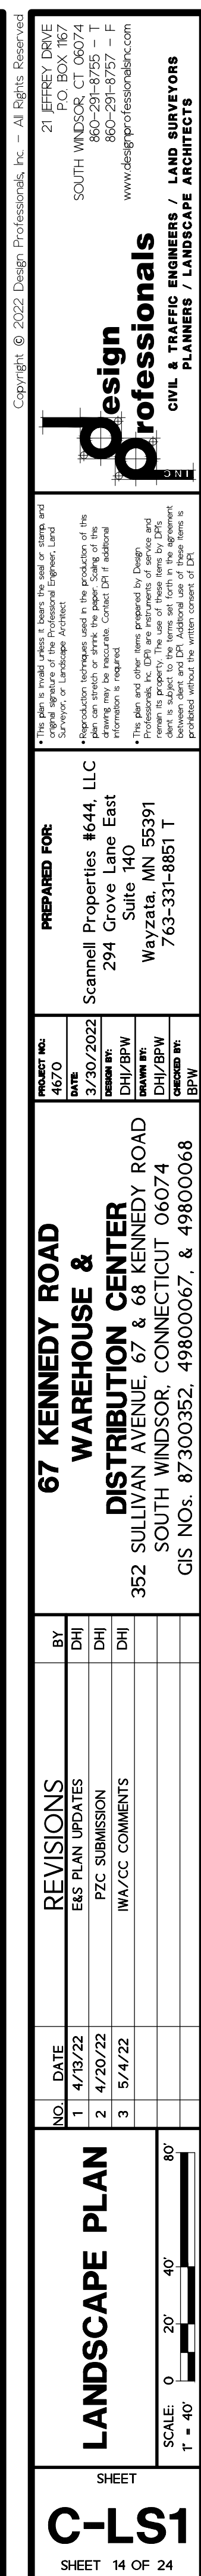 Copyright © 2022 Design Professionals, Inc. – All Rights Reserved
21 JEFFREY DRIVE
P.O. BOX 1167
SOUTH WINDSOR, CT 06074
860-291-8755 - T
860-291-8757 - F
www.designprofessionalsinc.com
design
Professionals
INC
CIVIL & TRAFFIC ENGINEERS / LAND SURVEYORS
PLANNERS / LANDSCAPE ARCHITECTS
• This plan is invalid unless it bears the seal or stamp, and
original signature of the Professional Engineer, Land
Surveyor, or Landscape Architect
• Reproduction techniques used in the production of this
plan can stretch or shrink the paper. Scaling of this
drawing may be inaccurate. Contact DPI if additional
information is required.
• This plan and other items prepared by Design
Professionals, Inc. (DPI) are instruments of service and
remain its property. The use of these items by DPI's
client is subject to the terms set forth in the agreement
between client and DPI. Additional use of these items is
prohibited without the written consent of DPI.
PREPARED FOR:
Scannell Properties #644, LLC
294 Grove Lane East
Suite 140
Wayzata, MN 55391
763-331-8851 T
PROJECT NO.:
4670
DATE:
3/30/2022
DESIGN BY:
DHJ/BPW
DRAWN BY:
DHJ/BPW
CHECKED BY:
BPW
67 KENNEDY ROAD
WAREHOUSE &
DISTRIBUTION CENTER
352 SULLIVAN AVENUE, 67 & 68 KENNEDY ROAD
SOUTH WINDSOR, CONNECTICUT 06074
GIS NOs. 87300352, 49800067, & 49800068
NO. DATE REVISIONS BY
1 4/13/22 E&S PLAN UPDATES DHJ
2 4/20/22 PZC SUBMISSION DHJ
3 5/4/22 IWA/CC COMMENTS DHJ
LANDSCAPE PLAN
SCALE: 0 20' 40' 80'
1" = 40'
SHEET
C-LS1
SHEET 14 OF 24